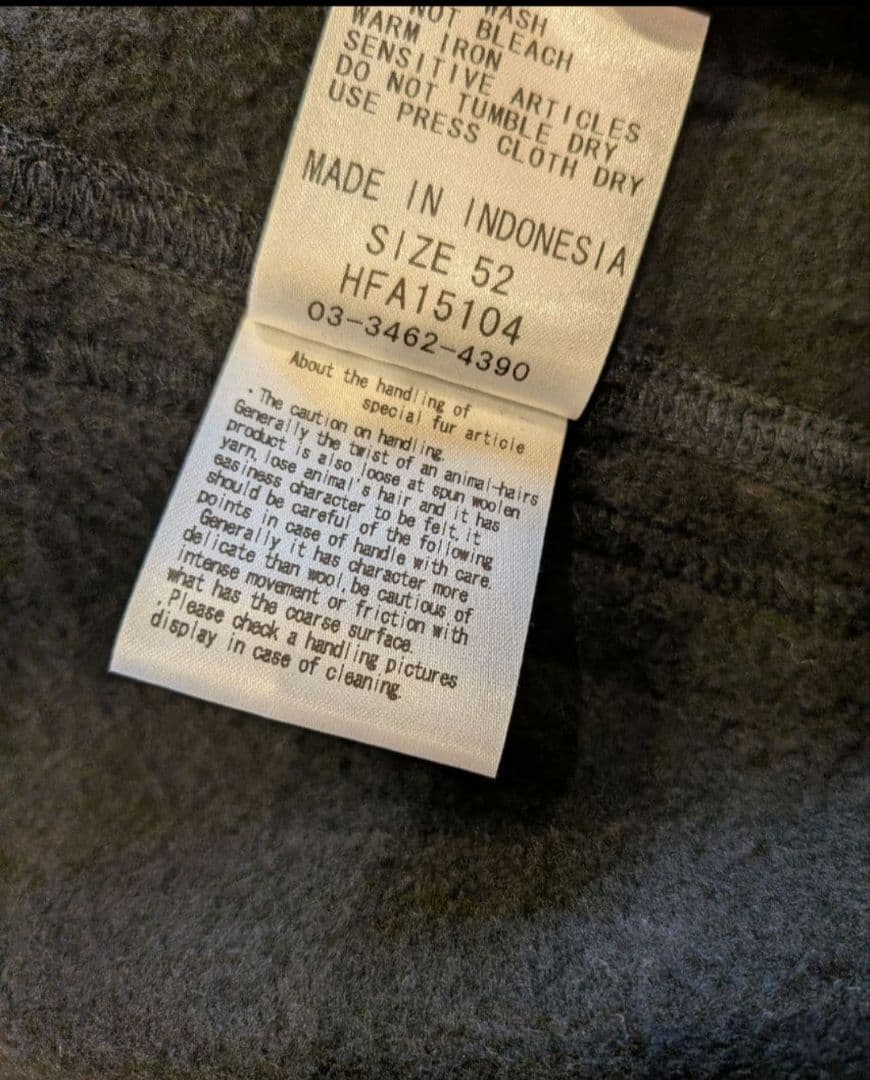 NOT WASH
BLEACH
WARM IRON
SENSITIVE ARTICLES
DO NOT TUMBLE DRY
USE PRESS CLOTH DRY
MADE IN INDONESIA
SIZE 52
HFA15104
03-3462-4390
About the handling of
special fur article
・The caution on handling.
Generally the twist of an animal-hairs
product is also loose at spun woolen
yarn, lose animal's hair and it has
easiness character to be felt, it
should be careful of the following
points in case of handle with care.
Generally it has character more
delicate than wool, be cautious of
intense movement or friction with
what has the coarse surface.
・Please check a handling pictures
display in case of cleaning.